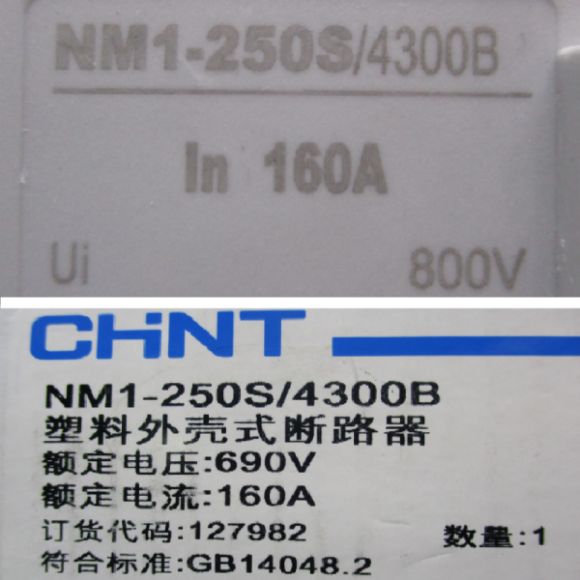 NM1-250S/4300B
In 160A
Ui 800V
CHiNT
NM1-250S/4300B
塑料外壳式断路器
额定电压:690V
额定电流:160A
订货代码:127982 数量:1
符合标准:GB14048.2